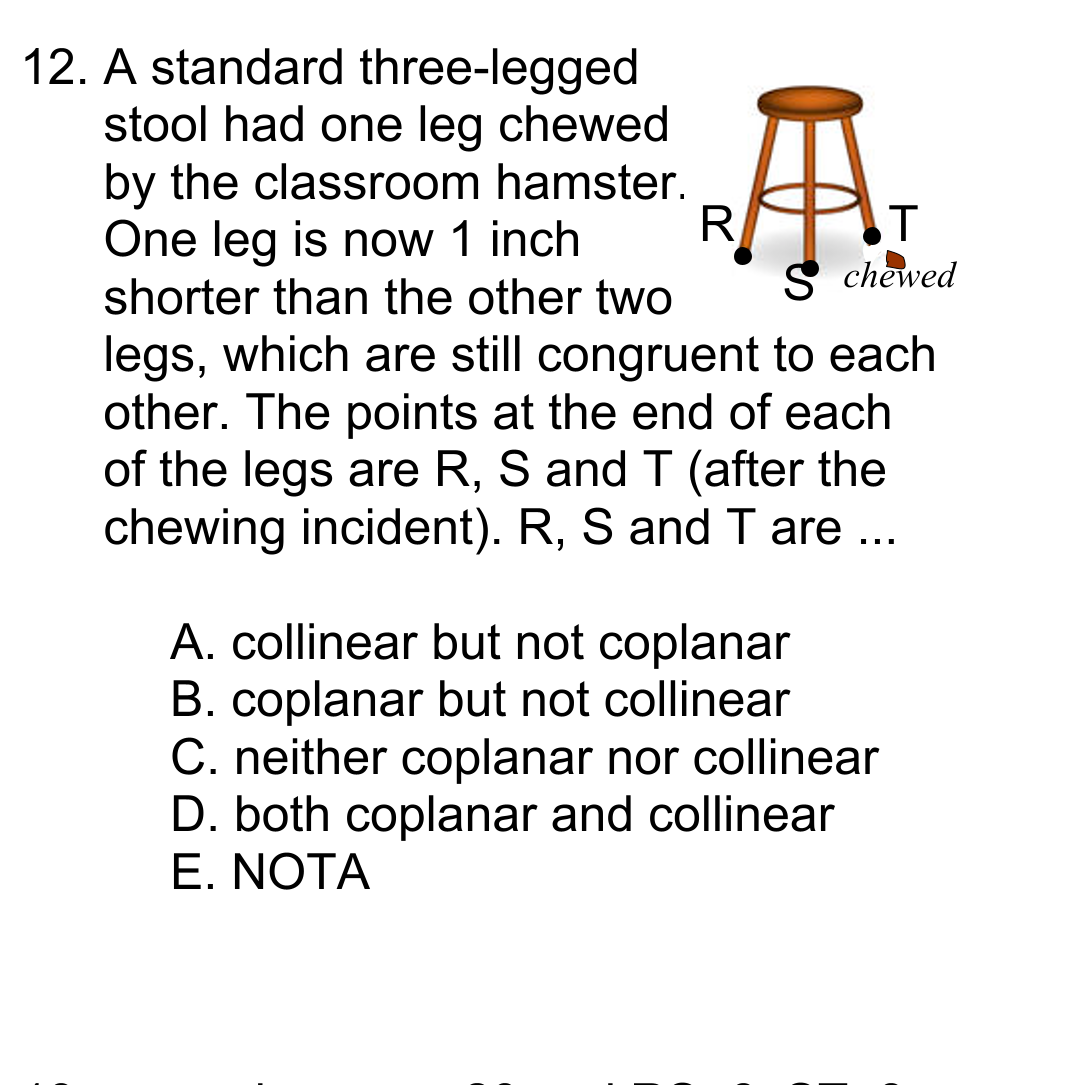 12. A standard three-legged
stool had one leg chewed
by the classroom hamster.
One leg is now 1 inch
shorter than the other two
legs, which are still congruent to each
other. The points at the end of each
of the legs are R, S and T (after the
chewing incident). R, S and T are ...
R
T
S
chewed
A. collinear but not coplanar
B. coplanar but not collinear
C. neither coplanar nor collinear
D. both coplanar and collinear
E. NOTA